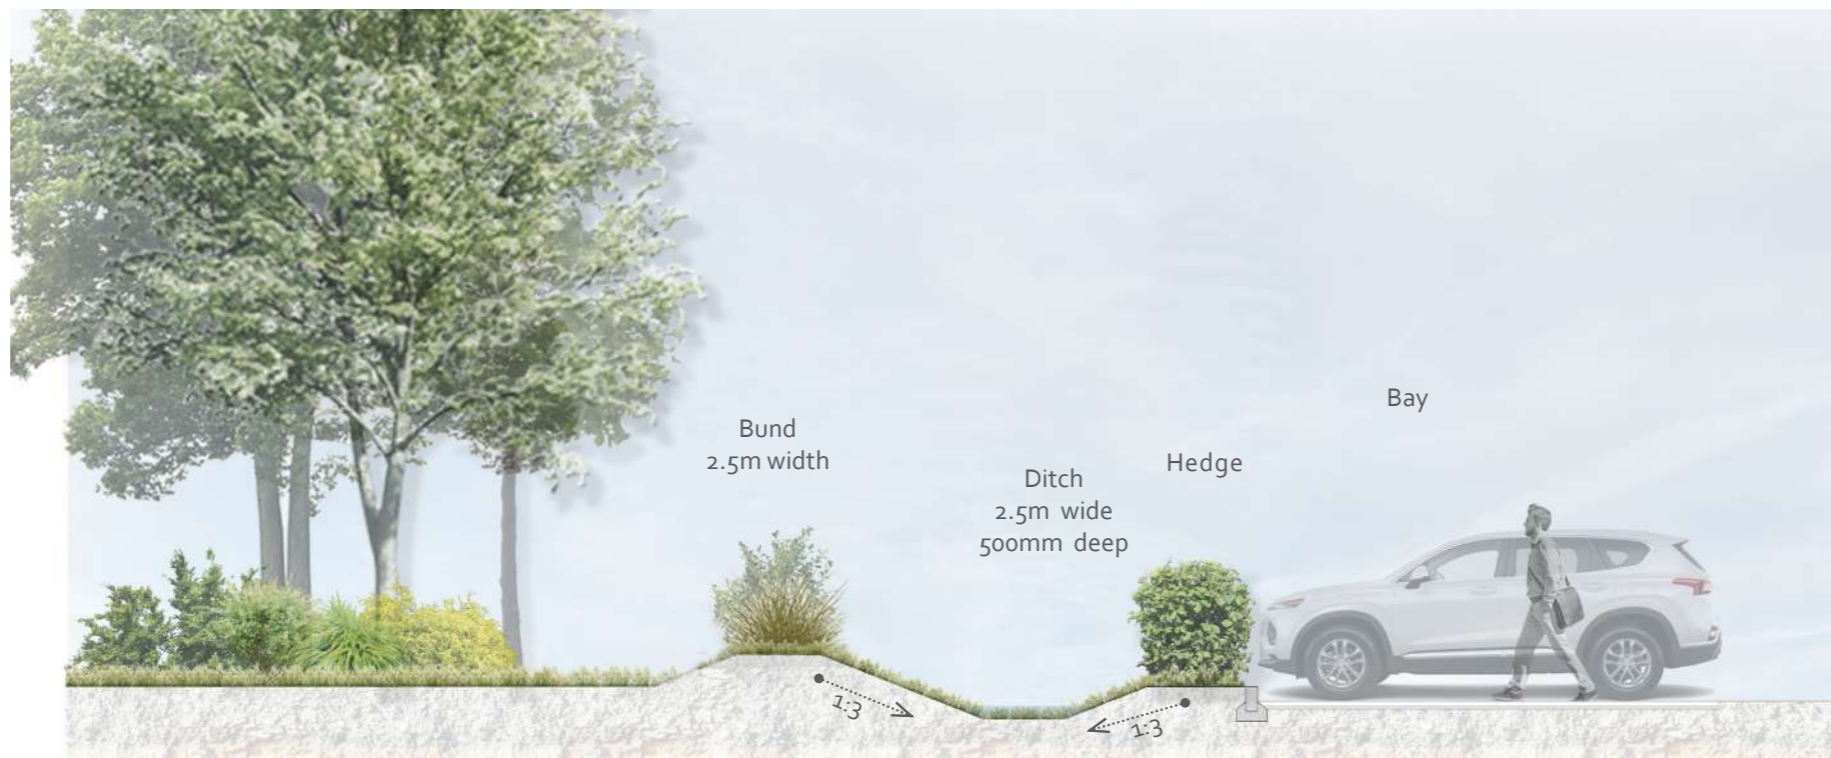 Bund
2.5m width
Ditch
2.5m wide
500mm deep
Hedge
Bay
1:3
1:3